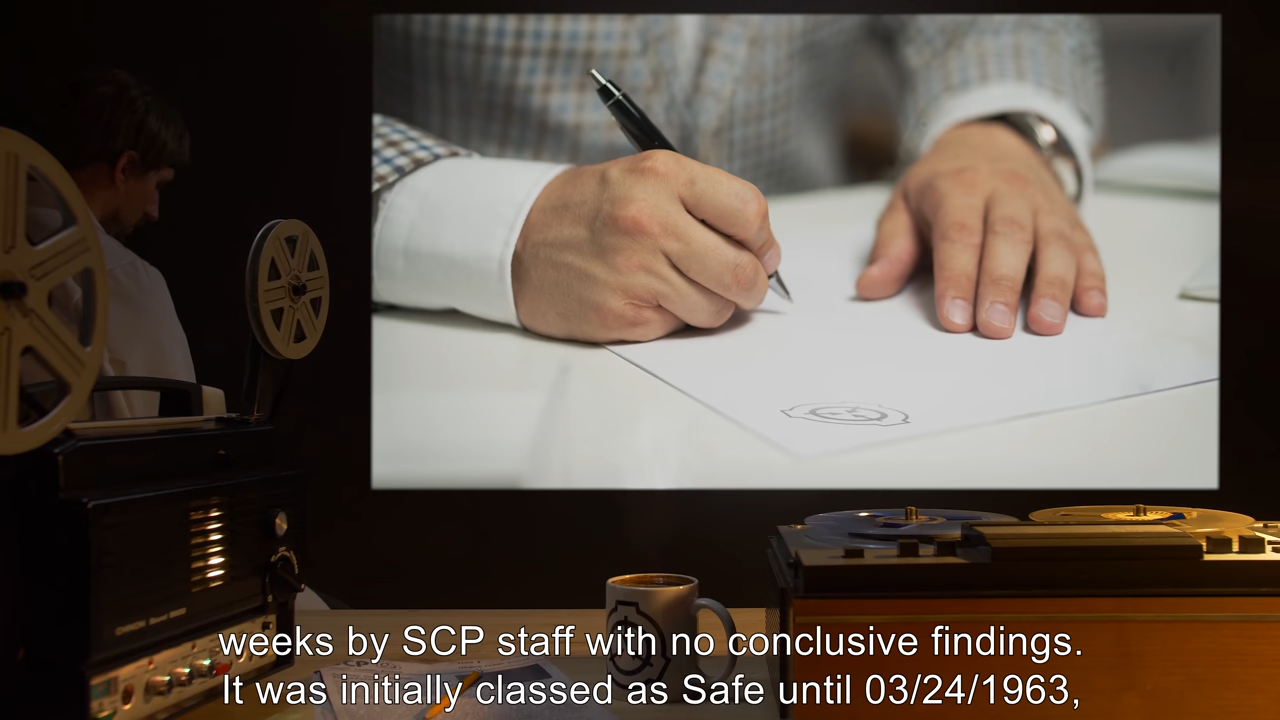 weeks by SCP staff with no conclusive findings.
It was initially classed as Safe until 03/24/1963,